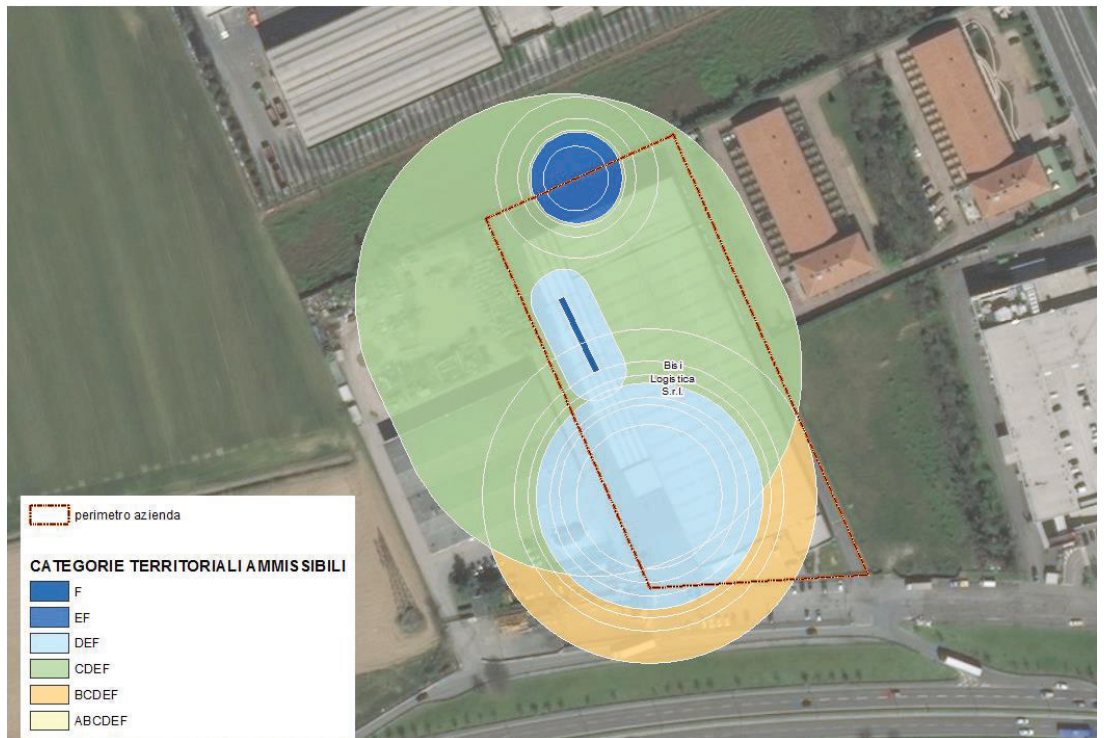 Bisi
Logistica
S.r.l.
perimetro azienda
CATEGORIE TERRITORIALI AMMISSIBILI
F
EF
DEF
CDEF
BCDEF
ABCDEF